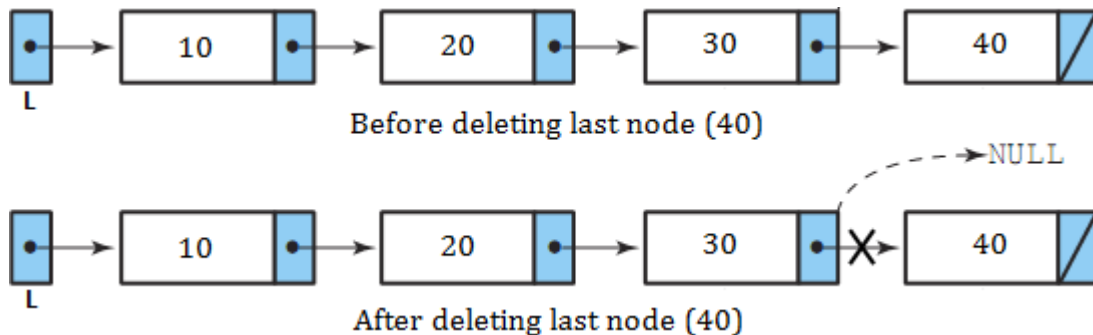 10 20 30 40
L
Before deleting last node (40)
NULL
10 20 30 40
L
After deleting last node (40)